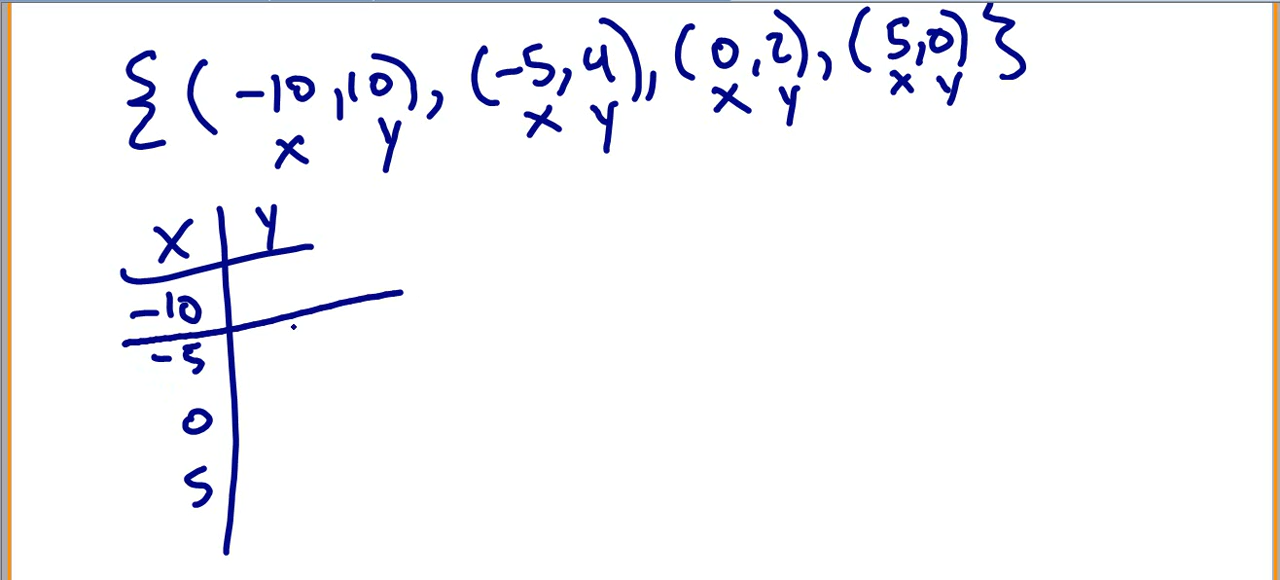 {(-10,10), (-5,4), (0,2), (5,0)}
x y x y x y x y
x y
-10
-5
0
5